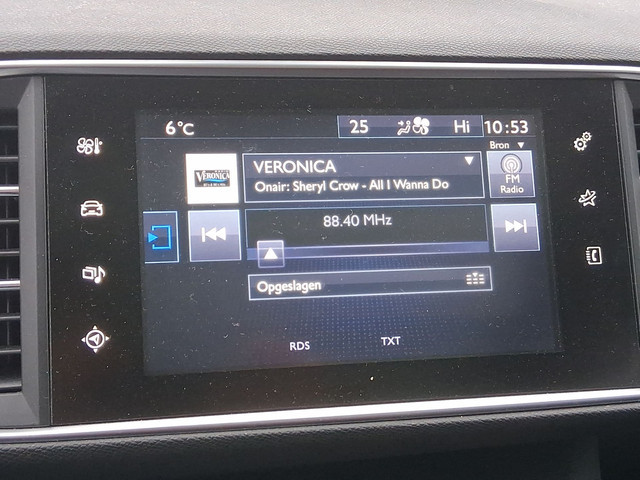 6°C
25
Hi
10:53
Bron
VERONICA
VERONICA
Onair: Sheryl Crow - All I Wanna Do
FM
Radio
88.40 MHz
Opgeslagen
RDS
TXT